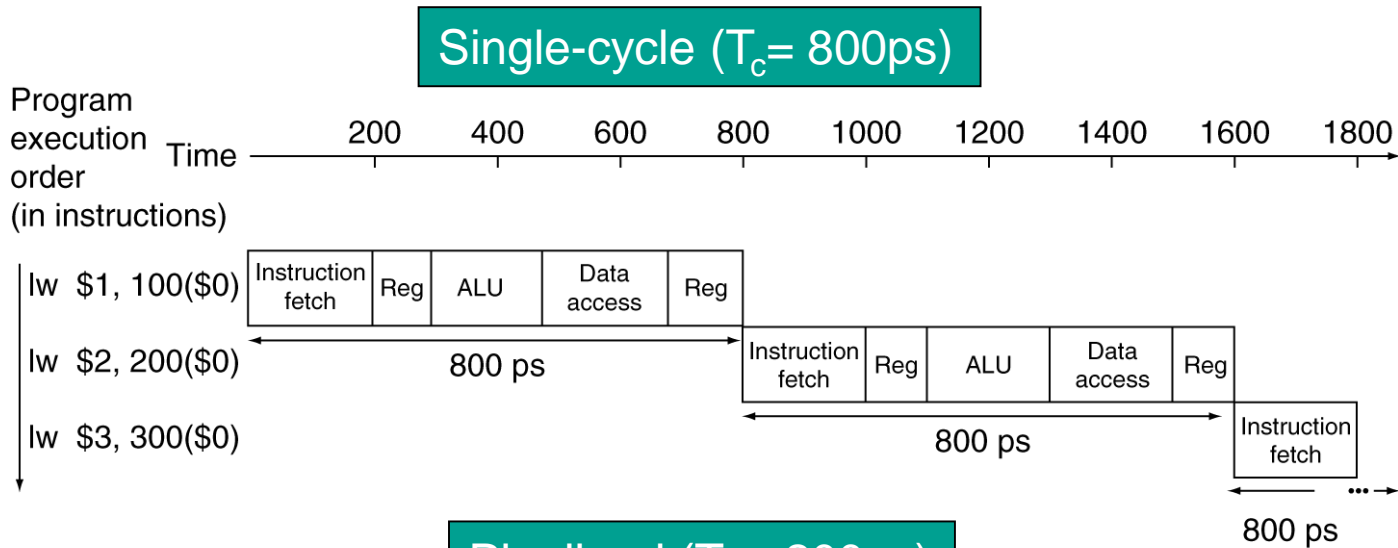 Single-cycle (Tc= 800ps)
Program
execution
order
(in instructions)
Time
200 400 600 800 1000 1200 1400 1600 1800
lw $1, 100($0)
Instruction
fetch
Reg
ALU
Data
access
Reg
800 ps
lw $2, 200($0)
Instruction
fetch
Reg
ALU
Data
access
Reg
800 ps
lw $3, 300($0)
Instruction
fetch
...
800 ps